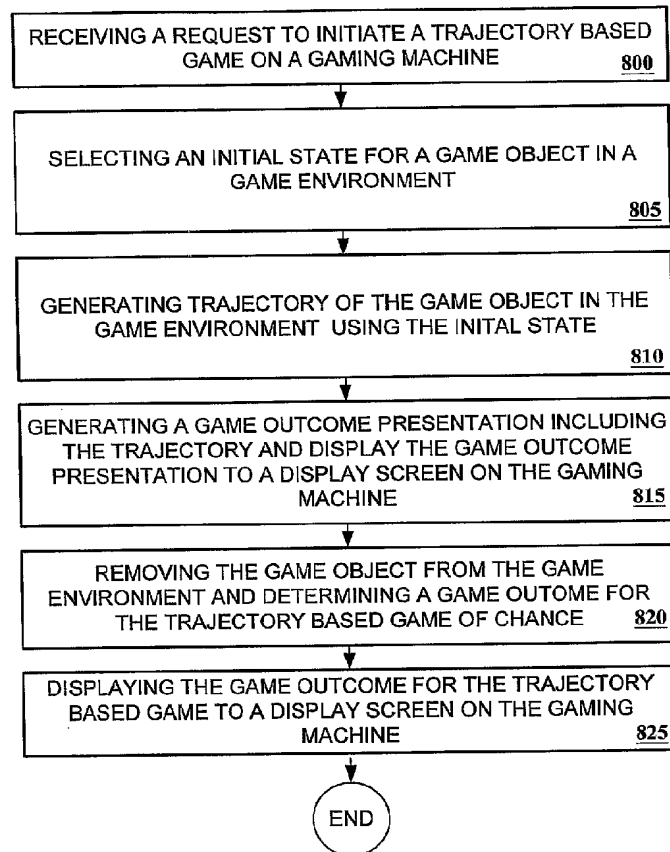 RECEIVING A REQUEST TO INITIATE A TRAJECTORY BASED
GAME ON A GAMING MACHINE
800
SELECTING AN INITIAL STATE FOR A GAME OBJECT IN A
GAME ENVIRONMENT
805
GENERATING TRAJECTORY OF THE GAME OBJECT IN THE
GAME ENVIRONMENT USING THE INITAL STATE
810
GENERATING A GAME OUTCOME PRESENTATION INCLUDING
THE TRAJECTORY AND DISPLAY THE GAME OUTCOME
PRESENTATION TO A DISPLAY SCREEN ON THE GAMING
MACHINE
815
REMOVING THE GAME OBJECT FROM THE GAME
ENVIRONMENT AND DETERMINING A GAME OUTOME FOR
THE TRAJECTORY BASED GAME OF CHANCE
820
DISPLAYING THE GAME OUTCOME FOR THE TRAJECTORY
BASED GAME TO A DISPLAY SCREEN ON THE GAMING
MACHINE
825
END